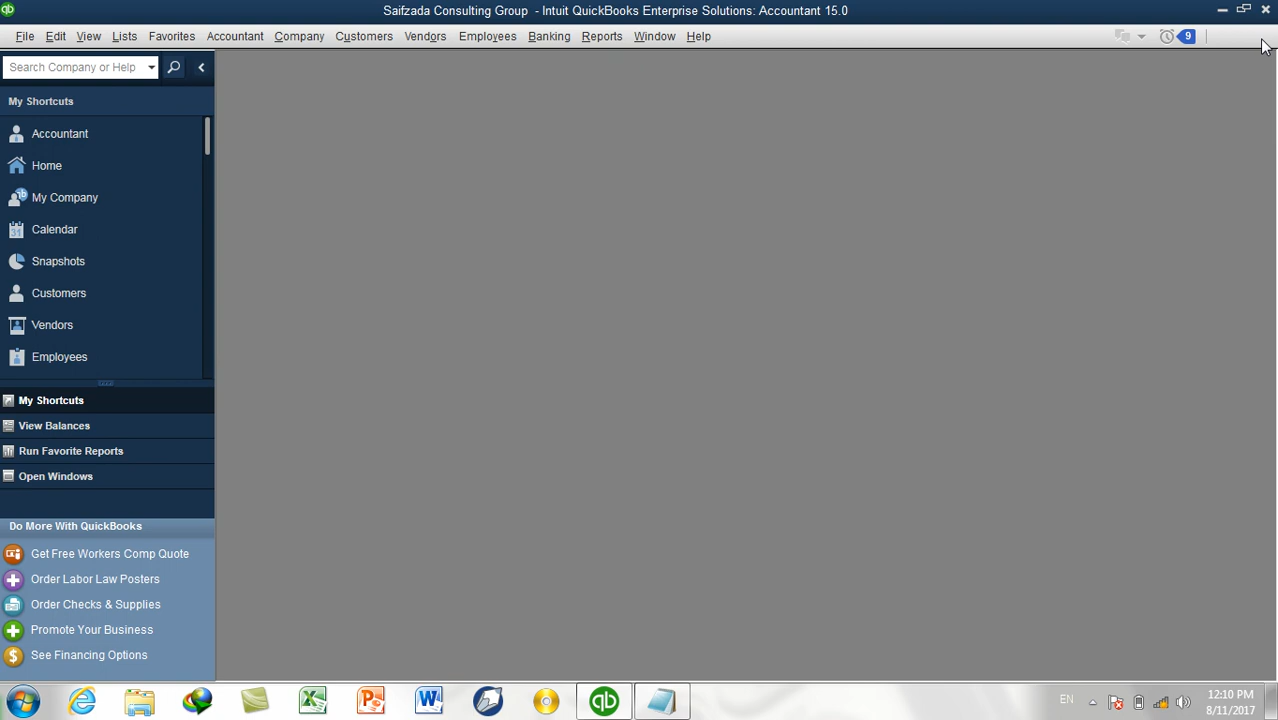 Saifzada Consulting Group - Intuit QuickBooks Enterprise Solutions: Accountant 15.0
File Edit View Lists Favorites Accountant Company Customers Vendors Employees Banking Reports Window Help
9
Search Company or Help
My Shortcuts
Accountant
Home
My Company
Calendar
Snapshots
Customers
Vendors
Employees
My Shortcuts
View Balances
Run Favorite Reports
Open Windows
Do More With QuickBooks
Get Free Workers Comp Quote
Order Labor Law Posters
Order Checks & Supplies
Promote Your Business
See Financing Options
EN
12:10 PM
8/11/2017